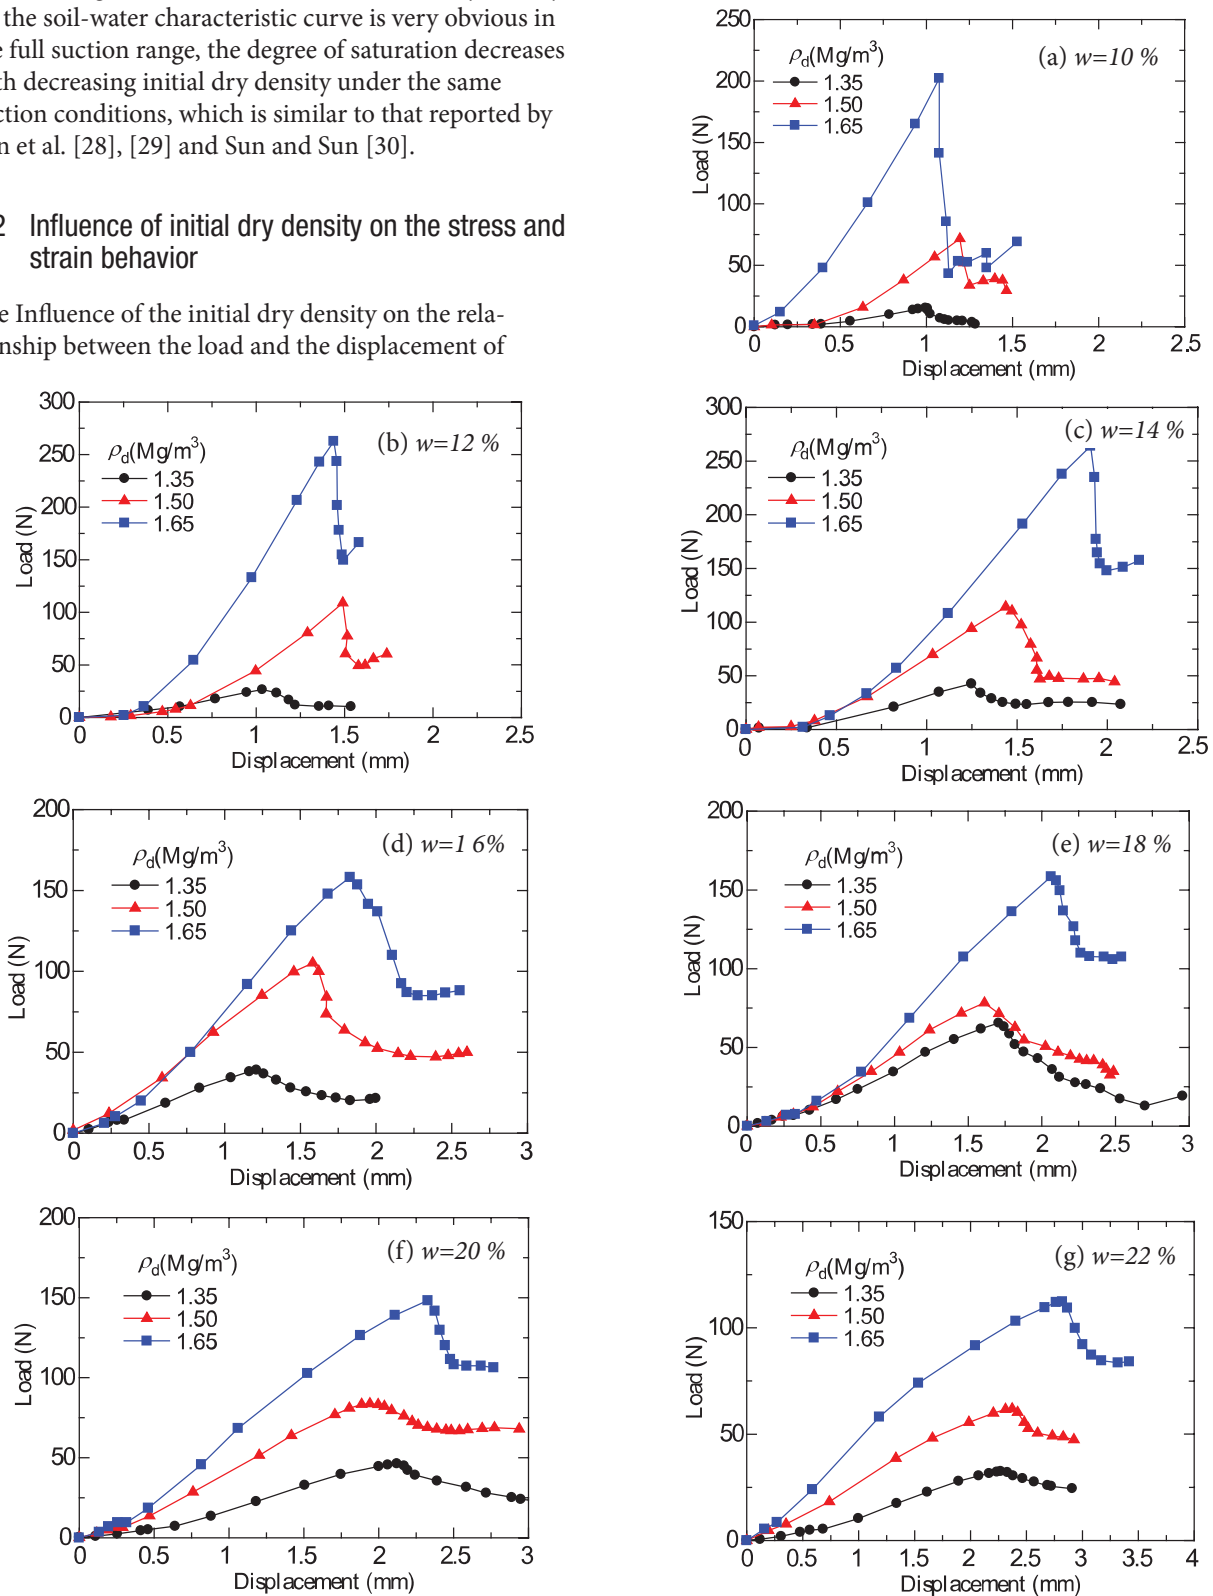 the soil-water characteristic curve is very obvious in
full suction range, the degree of saturation decreases
decreasing initial dry density under the same
conditions, which is similar to that reported by
et al. [28], [29] and Sun and Sun [30].
2 Influence of initial dry density on the stress and
strain behavior
Influence of the initial dry density on the rela-
between the load and the displacement of
(a) w=10 %
ρd(Mg/m3)
1.35
1.50
1.65
Load (N)
250
200
150
100
50
0
0 0.5 1 1.5 2 2.5
Displacement (mm)
(b) w=12 %
ρd(Mg/m3)
1.35
1.50
1.65
Load (N)
300
250
200
150
100
50
0
0 0.5 1 1.5 2 2.5
Displacement (mm)
(c) w=14 %
ρd(Mg/m3)
1.35
1.50
1.65
Load (N)
300
250
200
150
100
50
0
0 0.5 1 1.5 2 2.5
Displacement (mm)
(d) w=1 6%
ρd(Mg/m3)
1.35
1.50
1.65
Load (N)
200
150
100
50
0
0 0.5 1 1.5 2 2.5 3
Displacement (mm)
(e) w=18 %
ρd(Mg/m3)
1.35
1.50
1.65
Load (N)
200
150
100
50
0
0 0.5 1 1.5 2 2.5 3
Displacement (mm)
(f) w=20 %
ρd(Mg/m3)
1.35
1.50
1.65
Load (N)
200
150
100
50
0
0 0.5 1 1.5 2 2.5 3
Displacement (mm)
(g) w=22 %
ρd(Mg/m3)
1.35
1.50
1.65
Load (N)
150
100
50
0
0 0.5 1 1.5 2 2.5 3 3.5 4
Displacement (mm)